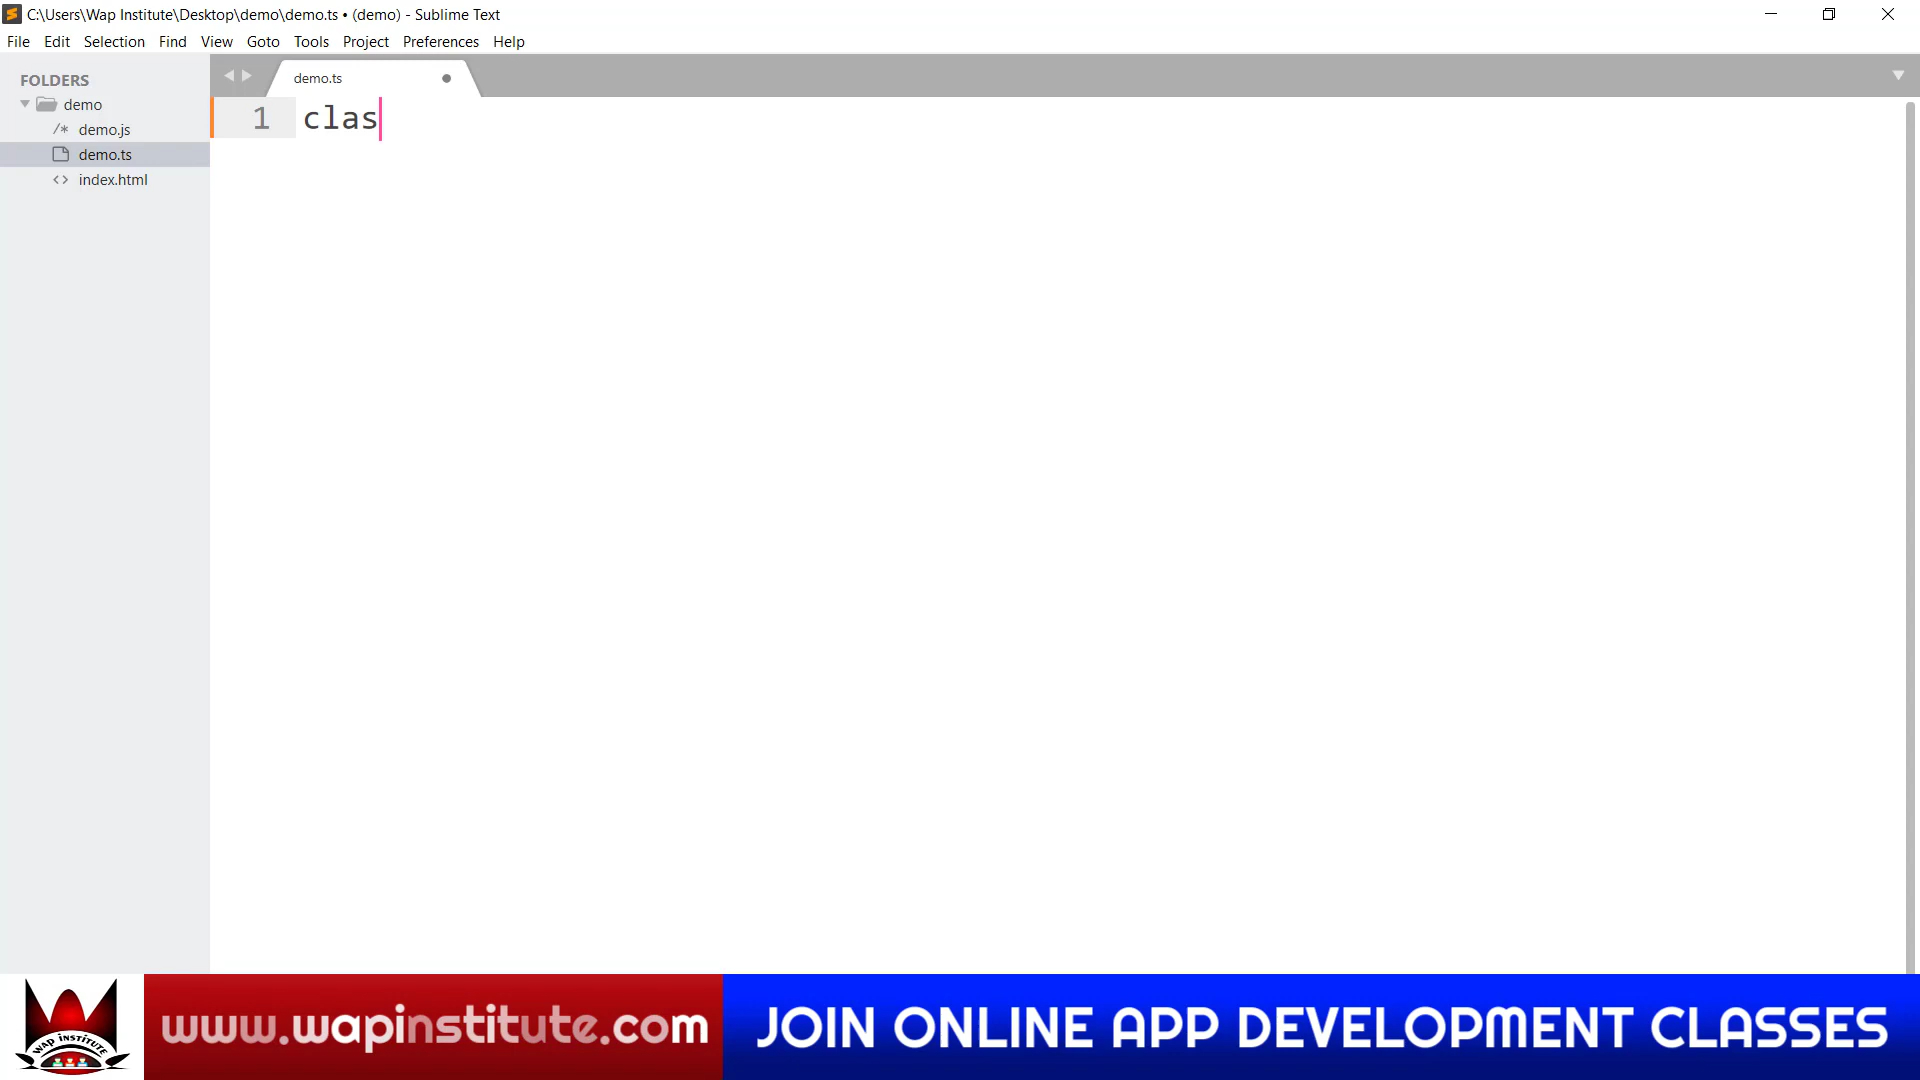 C:\Users\Wap Institute\Desktop\demo\demo.ts • (demo) - Sublime Text
File Edit Selection Find View Goto Tools Project Preferences Help
FOLDERS
demo
/* demo.js
demo.ts
<> index.html
demo.ts
1 clas
WAP INSTITUTE
www.wapinstitute.com
JOIN ONLINE APP DEVELOPMENT CLASSES